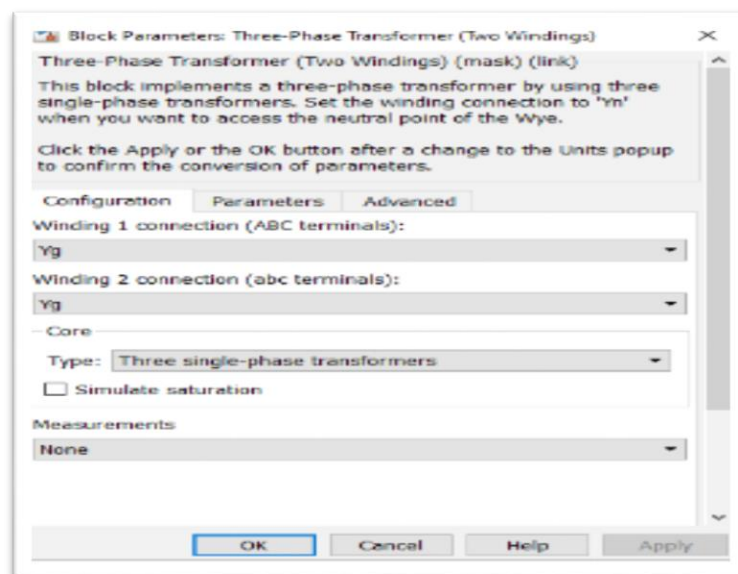 Block Parameters: Three-Phase Transformer (Two Windings)
Three-Phase Transformer (Two Windings) (mask) (link)
This block implements a three-phase transformer by using three
single-phase transformers. Set the winding connection to 'Yn'
when you want to access the neutral point of the Wye.
Click the Apply or the OK button after a change to the Units popup
to confirm the conversion of parameters.
Configuration Parameters Advanced
Winding 1 connection (ABC terminals):
Yg
Winding 2 connection (abc terminals):
Yg
Core
Type: Three single-phase transformers
Simulate saturation
Measurements
None
OK Cancel Help Apply